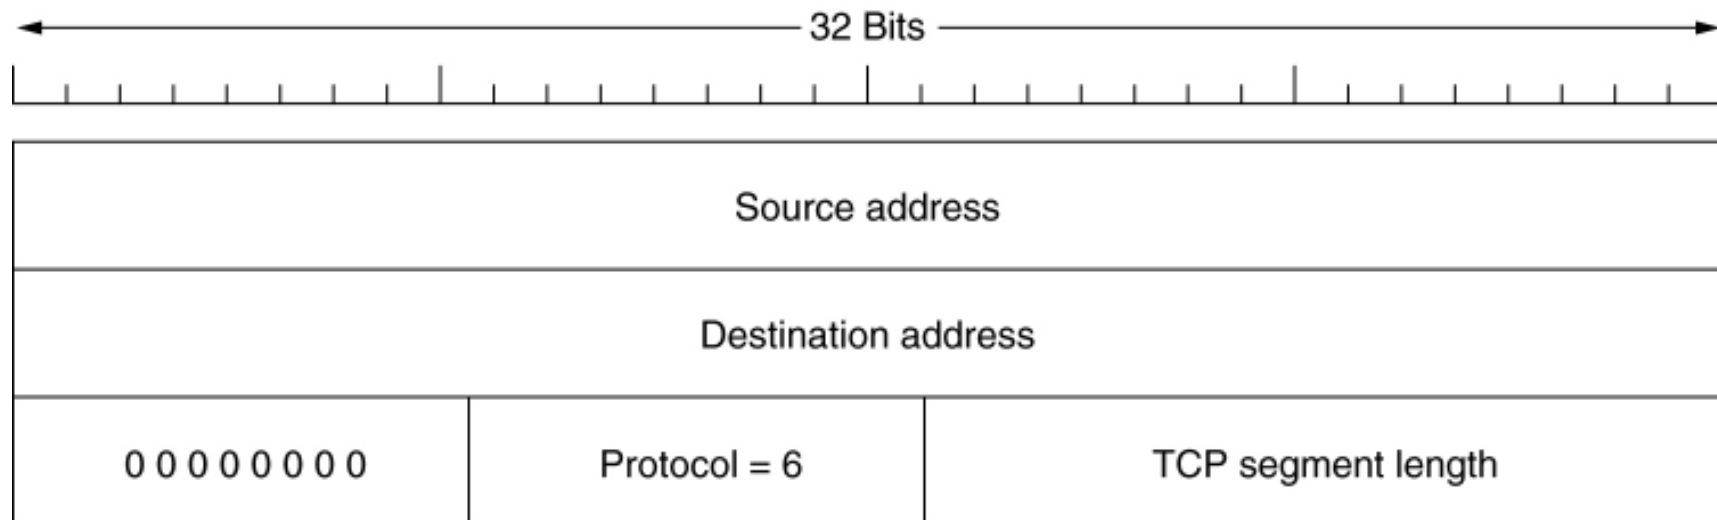 32 Bits
Source address
Destination address
0 0 0 0 0 0 0 0 Protocol = 6 TCP segment length